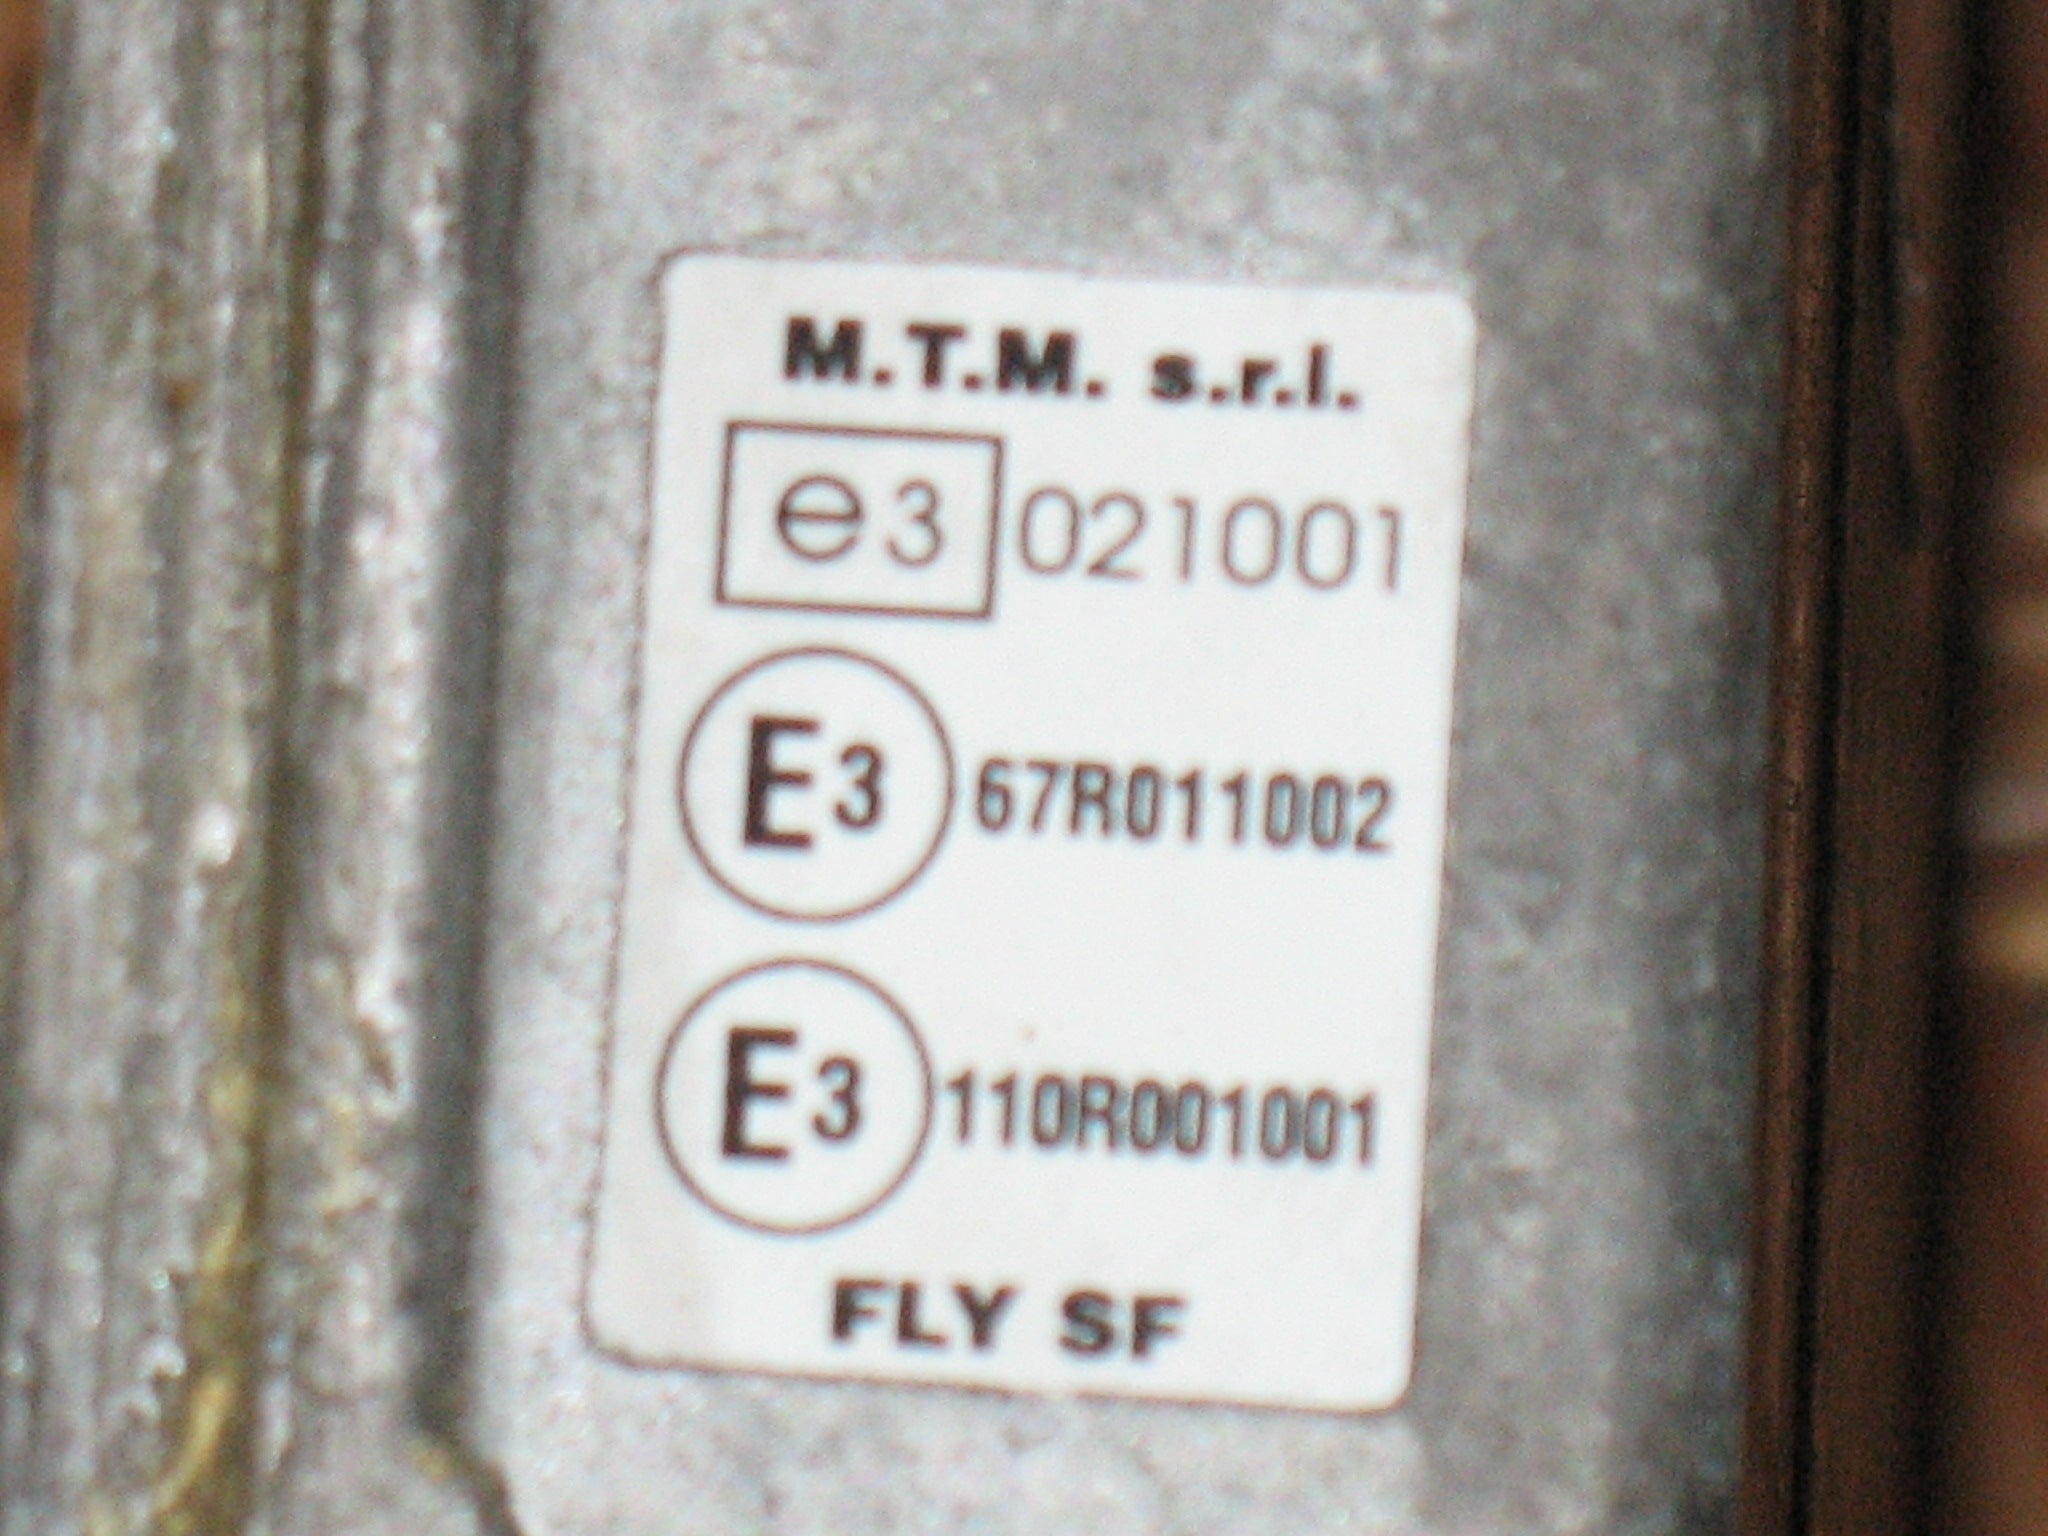 M.T.M. s.r.l.
e3 021001
E3 67R011002
E3 110R001001
FLY SF